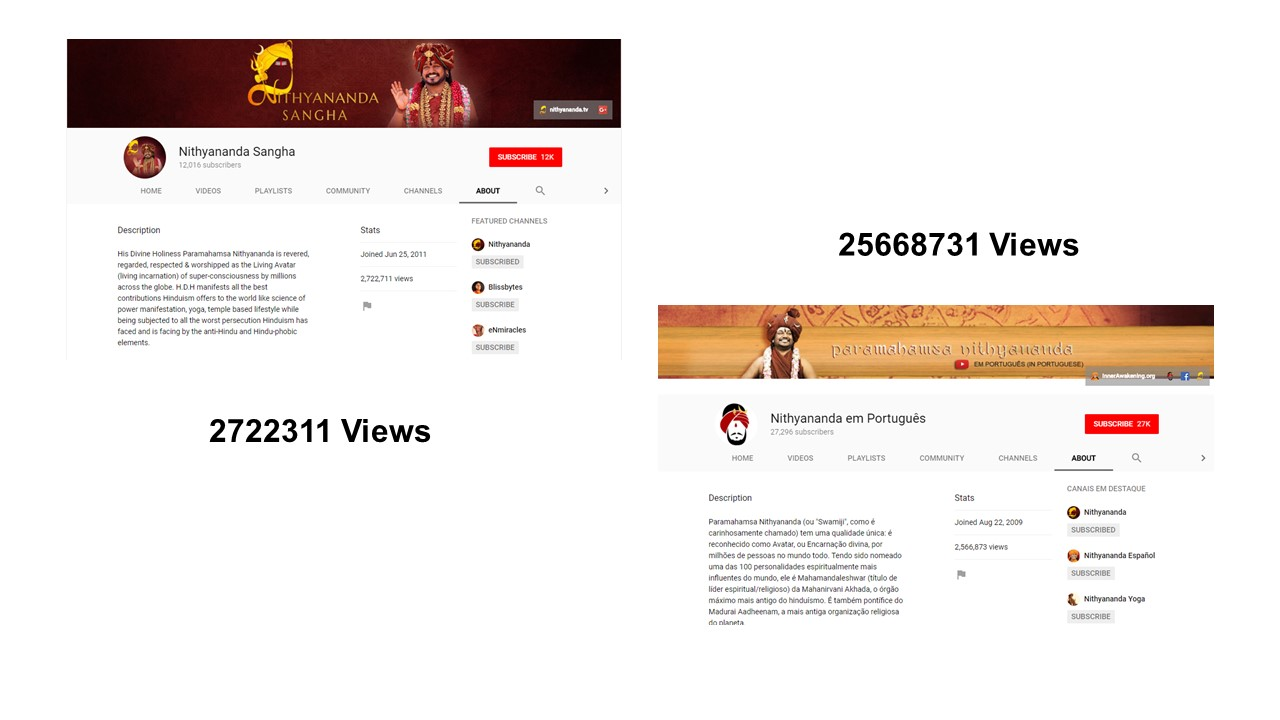 NITHYANANDA
SANGHA
nithyananda.tv
Nithyananda Sangha
12,016 subscribers
SUBSCRIBE 12K
HOME VIDEOS PLAYLISTS COMMUNITY CHANNELS ABOUT
Description
His Divine Holiness Paramahamsa Nithyananda is revered,
regarded, respected & worshipped as the Living Avatar
(living incarnation) of super-consciousness by millions
across the globe. H.D.H manifests all the best
contributions Hinduism offers to the world like science of
power manifestation, yoga, temple based lifestyle while
being subjected to all the worst persecution Hinduism has
faced and is facing by the anti-Hindu and Hindu-phobic
elements.
Stats
Joined Jun 25, 2011
2,722,711 views
FEATURED CHANNELS
Nithyananda
SUBSCRIBED
Blissbytes
SUBSCRIBE
eNmiracles
SUBSCRIBE
2722311 Views
25668731 Views
paramahamsa nithyananda
EM PORTUGUÊS (IN PORTUGUESE)
InnerAwakening.org
Nithyananda em Português
27,296 subscribers
SUBSCRIBE 27K
HOME VIDEOS PLAYLISTS COMMUNITY CHANNELS ABOUT
Description
Paramahamsa Nithyananda (ou "Swamiji", como é
carinhosamente chamado) tem uma qualidade única: é
reconhecido como Avatar, ou Encarnação divina, por
milhões de pessoas no mundo todo. Tendo sido nomeado
uma das 100 personalidades espiritualmente mais
influentes do mundo, ele é Mahamandaleshwar (título de
líder espiritual/religioso) da Mahanirvani Akhada, o órgão
máximo mais antigo do hinduísmo. É também pontífice do
Madurai Aadheenam, a mais antiga organização religiosa
do planeta.
Stats
Joined Aug 22, 2009
2,566,873 views
CANAIS EM DESTAQUE
Nithyananda
SUBSCRIBED
Nithyananda Español
SUBSCRIBE
Nithyananda Yoga
SUBSCRIBE